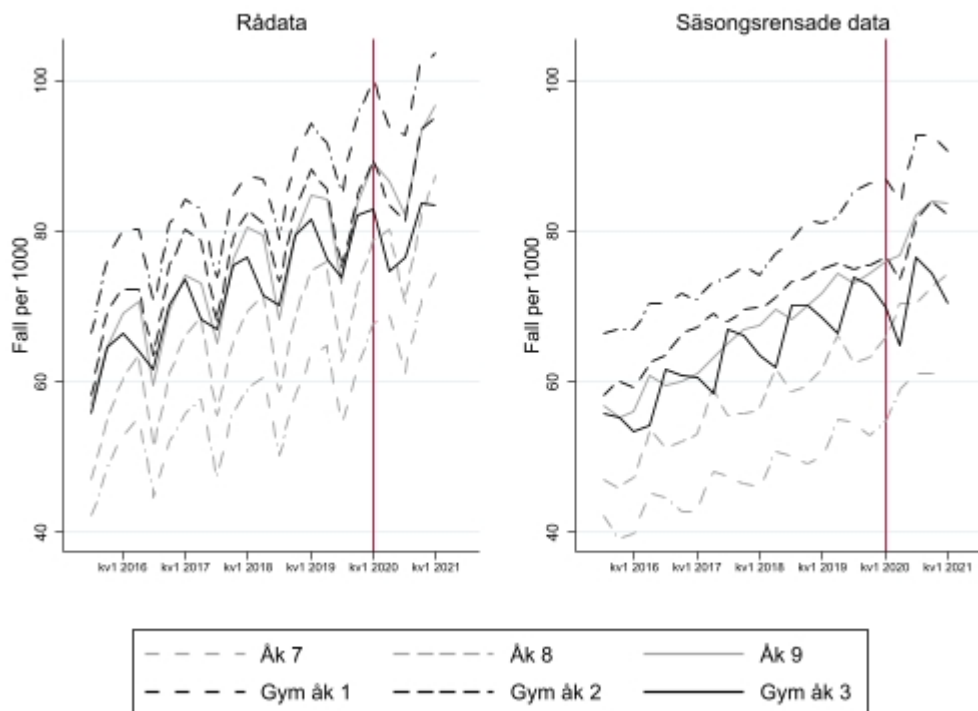 Rådata
Fall per 1000
100
80
60
40
kv1 2016 kv1 2017 kv1 2018 kv1 2019 kv1 2020 kv1 2021
Säsongsrensade data
Fall per 1000
100
80
60
40
kv1 2016 kv1 2017 kv1 2018 kv1 2019 kv1 2020 kv1 2021
Åk 7 Åk 8 Åk 9
Gym åk 1 Gym åk 2 Gym åk 3